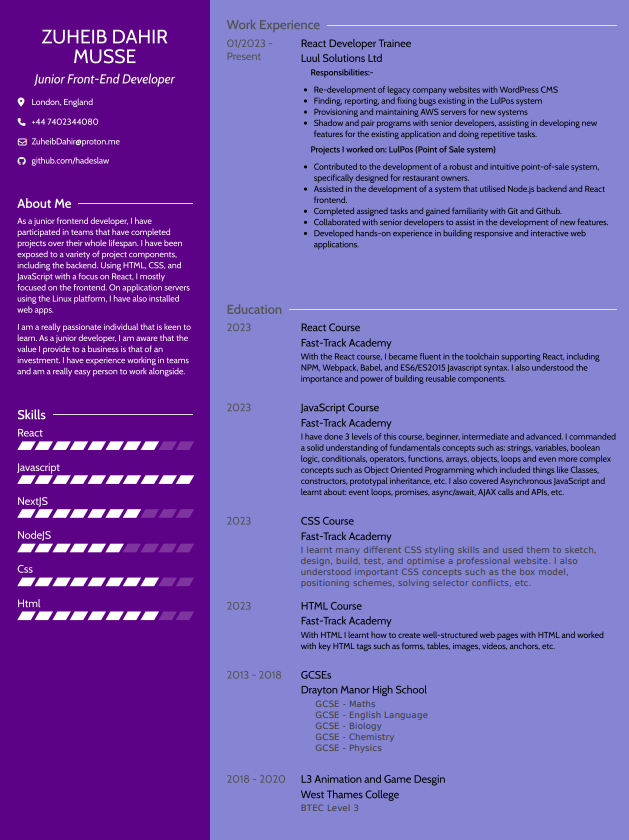 ZUHEIB DAHIR
MUSSE
Junior Front-End Developer
London, England
+44 7402344080
ZuheibDahir@proton.me
github.com/hadeslaw
About Me
As a junior frontend developer, I have
participated in teams that have completed
projects over their whole lifespan. I have been
exposed to a variety of project components,
including the backend. Using HTML, CSS, and
JavaScript with a focus on React, I mostly
focused on the frontend. On application servers
using the Linux platform, I have also installed
web apps.
I am a really passionate individual that is keen to
learn. As a junior developer, I am aware that the
value I provide to a business is that of an
investment. I have experience working in teams
and am a really easy person to work alongside.
Skills
React
Javascript
NextJS
NodeJS
Css
Html
Work Experience
01/2023 -
Present
React Developer Trainee
Luul Solutions Ltd
Responsibilities:-
Re-development of legacy company websites with WordPress CMS
Finding, reporting, and fixing bugs existing in the LulPos system
Provisioning and maintaining AWS servers for new systems
Shadow and pair programs with senior developers, assisting in developing new
features for the existing application and doing repetitive tasks.
Projects I worked on: LulPos (Point of Sale system)
Contributed to the development of a robust and intuitive point-of-sale system,
specifically designed for restaurant owners.
Assisted in the development of a system that utilised Node.js backend and React
frontend.
Completed assigned tasks and gained familiarity with Git and Github.
Collaborated with senior developers to assist in the development of new features.
Developed hands-on experience in building responsive and interactive web
applications.
Education
2023
React Course
Fast-Track Academy
With the React course, I became fluent in the toolchain supporting React, including
NPM, Webpack, Babel, and ES6/ES2015 Javascript syntax. I also understood the
importance and power of building reusable components.
2023
JavaScript Course
Fast-Track Academy
I have done 3 levels of this course, beginner, intermediate and advanced. I commanded
a solid understanding of fundamentals concepts such as: strings, variables, boolean
logic, conditionals, operators, functions, arrays, objects, loops and even more complex
concepts such as Object Oriented Programming which included things like Classes,
constructors, prototypal inheritance, etc. I also covered Asynchronous JavaScript and
learnt about: event loops, promises, async/await, AJAX calls and APIs, etc.
2023
CSS Course
Fast-Track Academy
I learnt many different CSS styling skills and used them to sketch,
design, build, test, and optimise a professional website. I also
understood important CSS concepts such as the box model,
positioning schemes, solving selector conflicts, etc.
2023
HTML Course
Fast-Track Academy
With HTML I learnt how to create well-structured web pages with HTML and worked
with key HTML tags such as forms, tables, images, videos, anchors, etc.
2013 - 2018
GCSEs
Drayton Manor High School
GCSE - Maths
GCSE - English Language
GCSE - Biology
GCSE - Chemistry
GCSE - Physics
2018 - 2020
L3 Animation and Game Desgin
West Thames College
BTEC Level 3